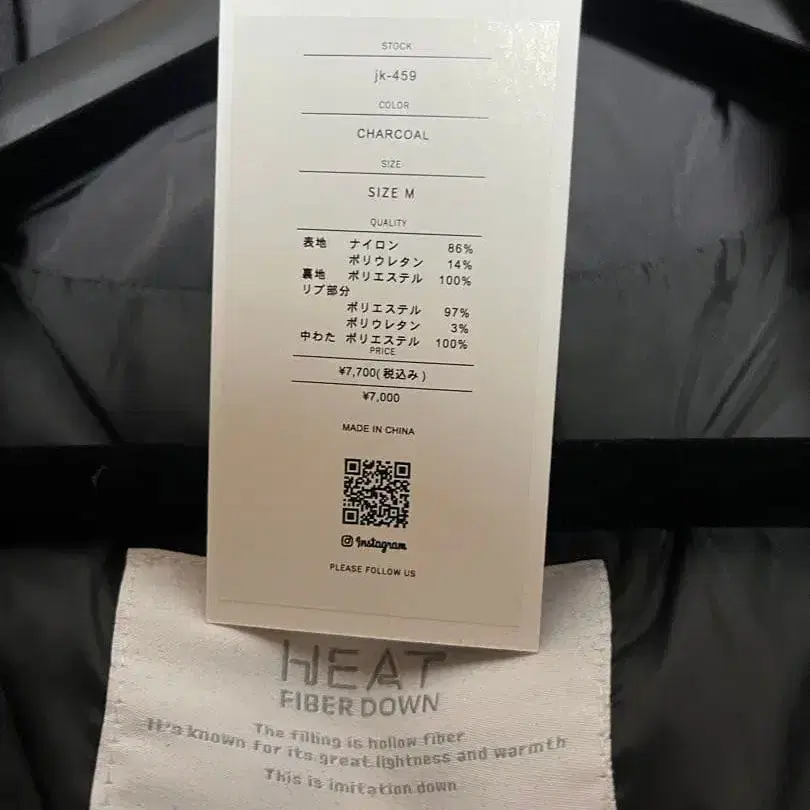 STOCK
jk-459
COLOR
CHARCOAL
SIZE
SIZE M
QUALITY
表地 ナイロン 86%
ポリウレタン 14%
裏地 ポリエステル 100%
リブ部分
ポリエステル 97%
ポリウレタン 3%
中わた ポリエステル 100%
PRICE
¥7,700(税込み)
¥7,000
MADE IN CHINA
Instagram
PLEASE FOLLOW US
HEAT
FIBER DOWN
The filling is hollow fiber
It's known for its great lightness and warmth
This is imitation down